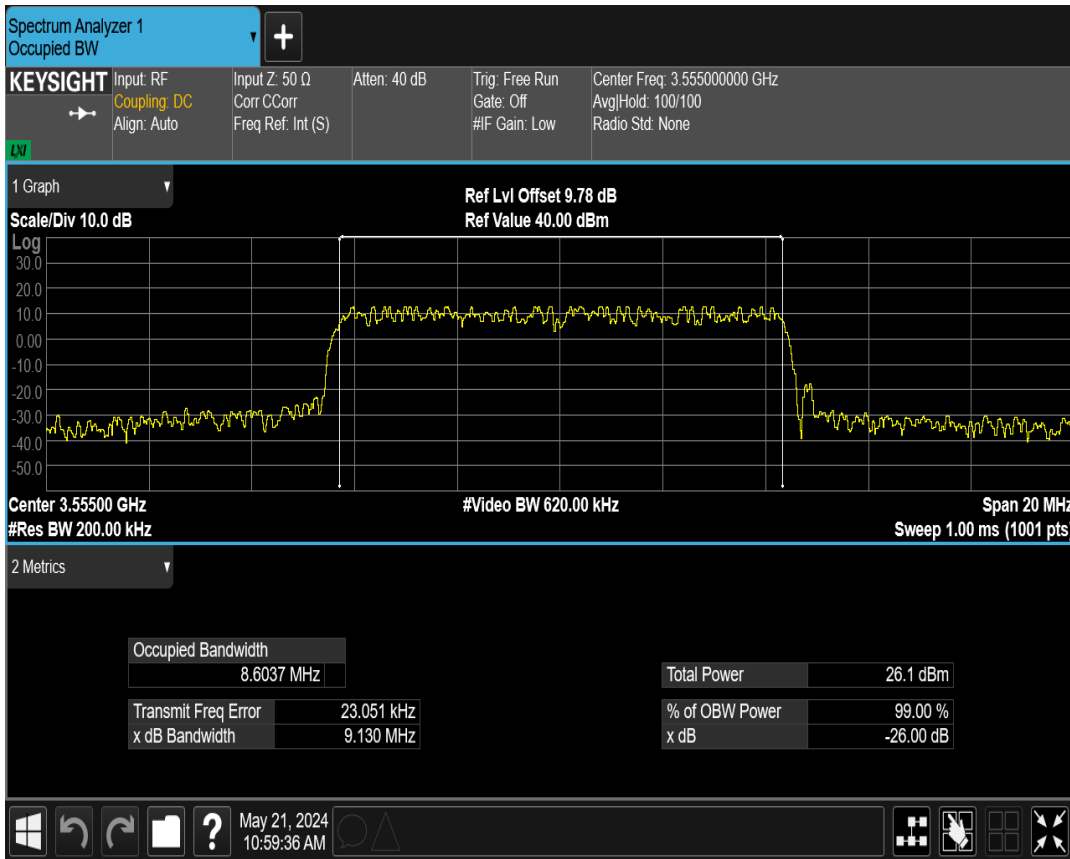 Spectrum Analyzer 1
Occupied BW
KEYSIGHT
LXI
Input: RF
Coupling: DC
Align: Auto
Input Z: 50 Ω
Corr CCorr
Freq Ref: Int (S)
Atten: 40 dB
Trig: Free Run
Gate: Off
#IF Gain: Low
Center Freq: 3.555000000 GHz
Avg|Hold: 100/100
Radio Std: None
1 Graph
Scale/Div 10.0 dB
Ref Lvl Offset 9.78 dB
Ref Value 40.00 dBm
Log
30.0
20.0
10.0
0.00
-10.0
-20.0
-30.0
-40.0
-50.0
Center 3.55500 GHz
#Res BW 200.00 kHz
#Video BW 620.00 kHz
Span 20 MHz
Sweep 1.00 ms (1001 pts)
2 Metrics
Occupied Bandwidth
8.6037 MHz
Transmit Freq Error 23.051 kHz
x dB Bandwidth 9.130 MHz
Total Power 26.1 dBm
% of OBW Power 99.00 %
x dB -26.00 dB
?
May 21, 2024
10:59:36 AM